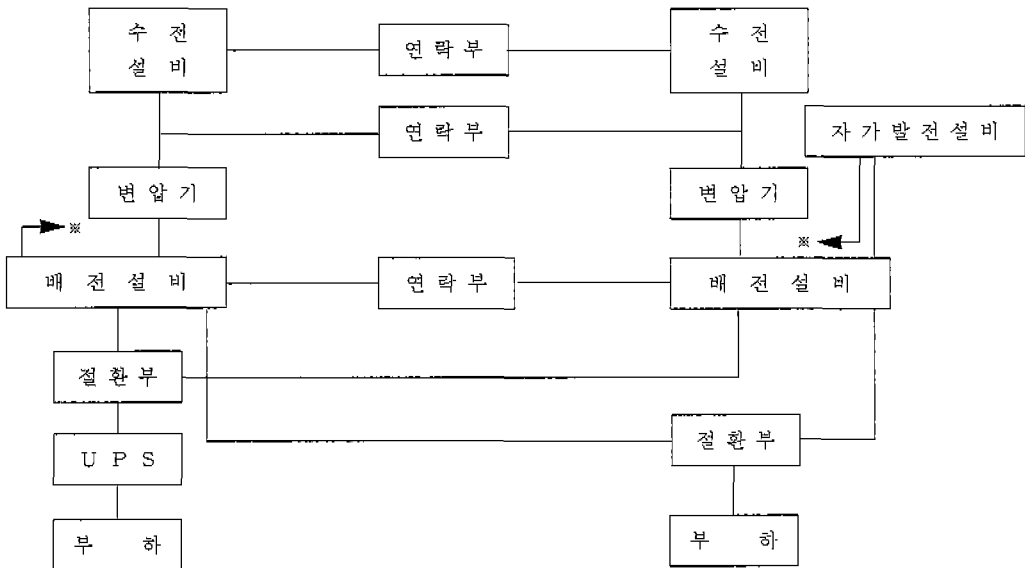 수 전
설 비
연 락 부
수 전
설 비
연 락 부
자 가 발 전 설 비
변 압 기
변 압 기
※
※
배 전 설 비
연 락 부
배 전 설 비
절 환 부
절 환 부
U P S
부 하
부 하